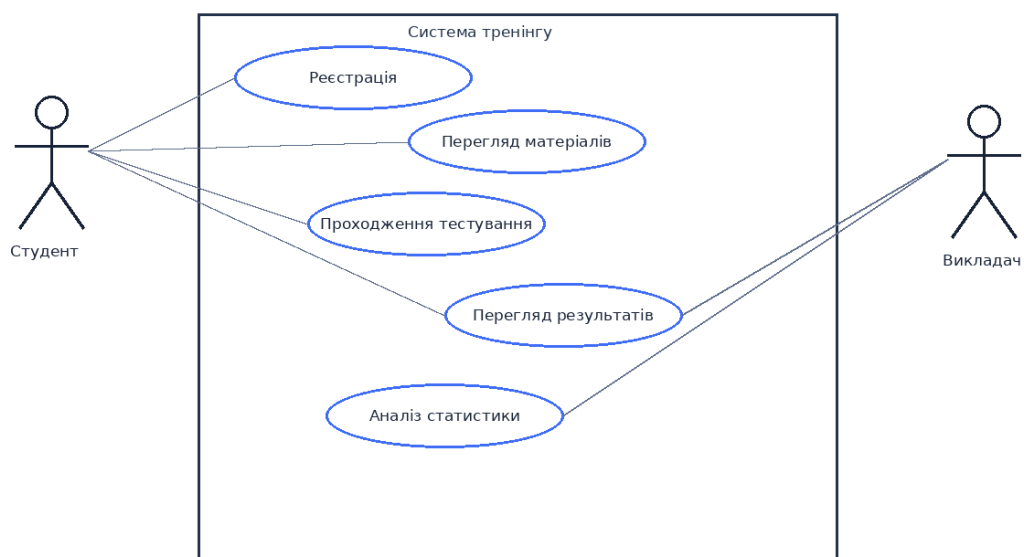 Система тренінгу
Реєстрація
Перегляд матеріалів
Проходження тестування
Студент
Викладач
Перегляд результатів
Аналіз статистики